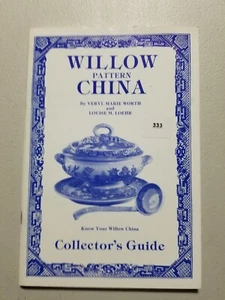 WILLOW
PATTERN
CHINA
By VERYL MARIE WORTH
and
LOUISE M. LOEHR
333
Know Your Willow China
Collector's Guide